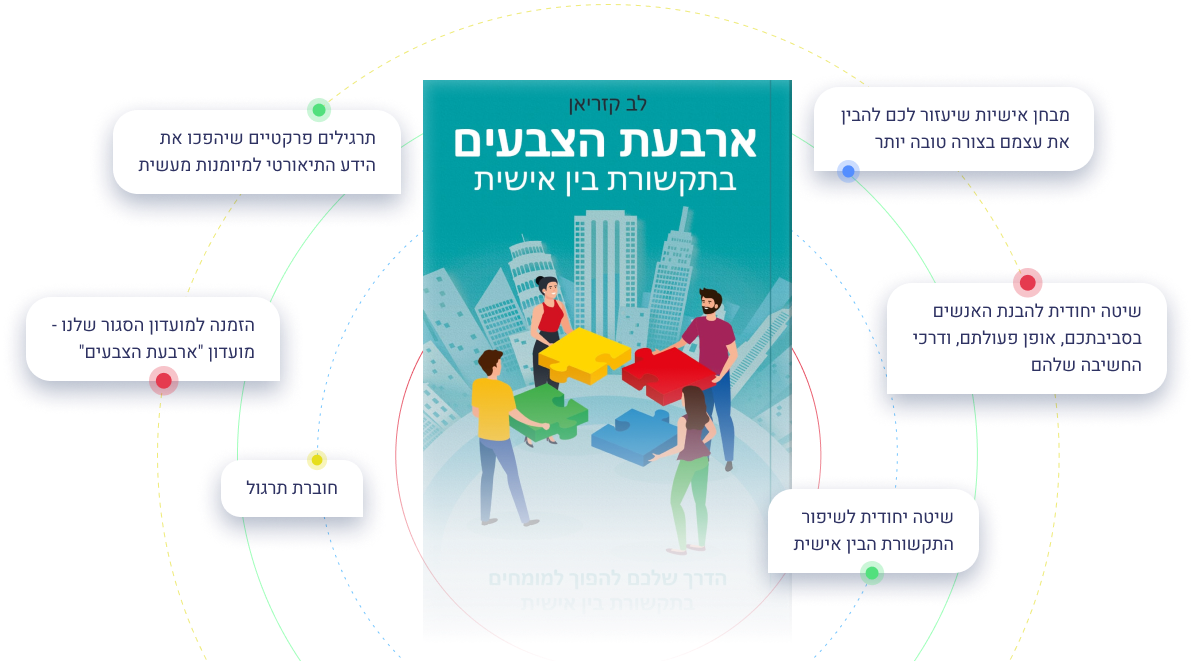 לב קזריאן
ארבעת הצבעים
בתקשורת בין אישית
הדרך שלכם להפוך למומחים
בתקשורת בין אישית
מבחן אישיות שיעזור לכם להבין
את עצמם בצורה טובה יותר
שיטה יחודית להבנת האנשים
בסביבתכם, אופן פעולתם, ודרכי
החשיבה שלהם
שיטה יחודית לשיפור
התקשורת הבין אישית
תרגילים פרקטיים שיהפכו את
הידע התיאורטי למיומנות מעשית
הזמנה למועדון הסגור שלנו -
מועדון "ארבעת הצבעים"
חוברת תרגול